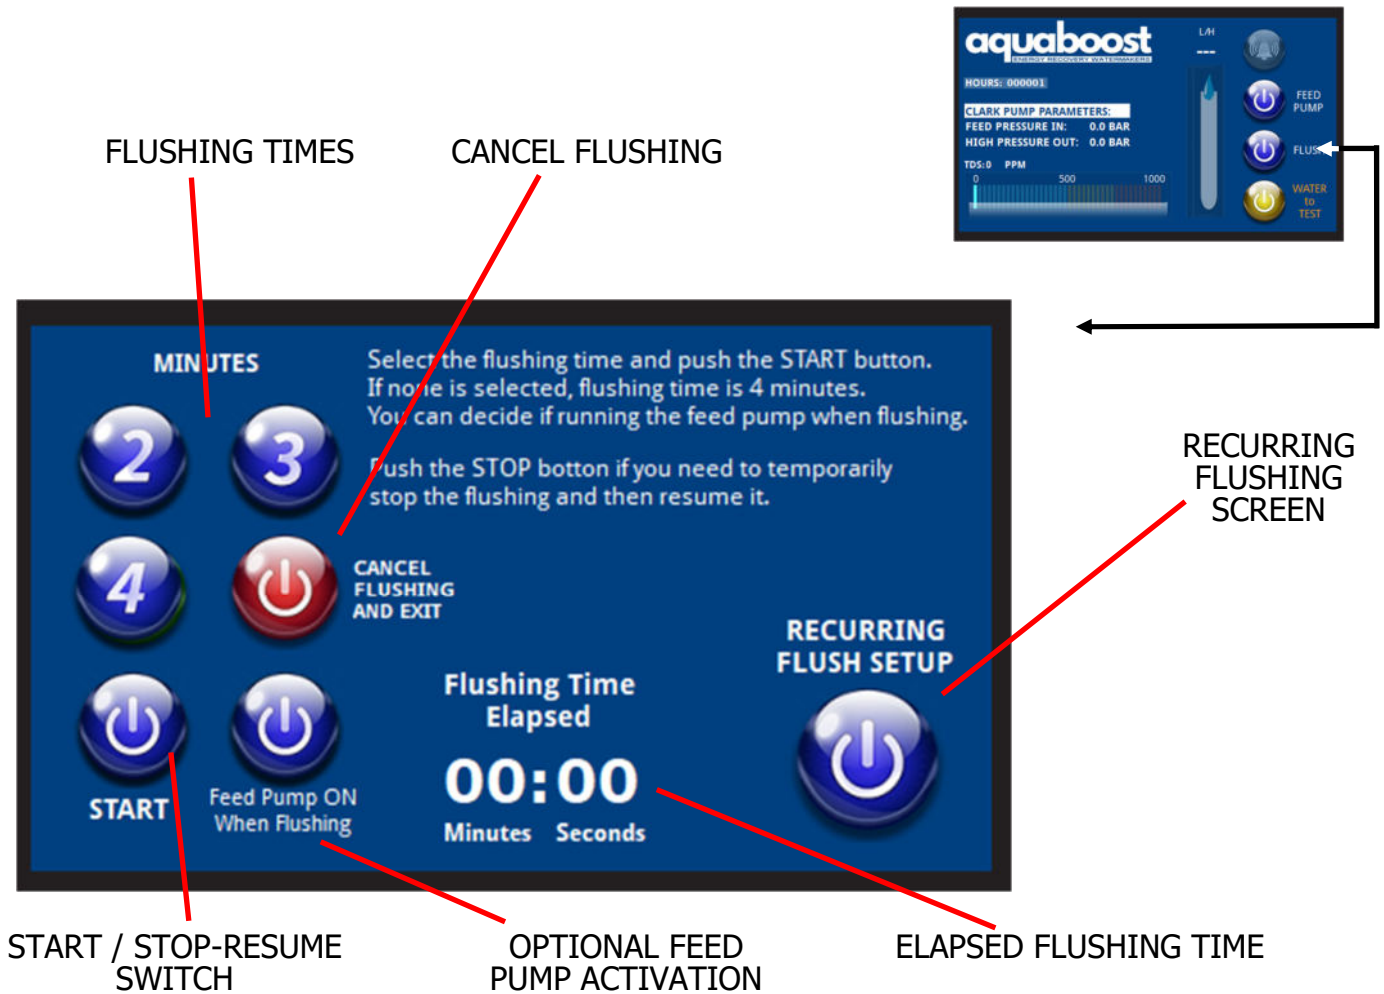 aquaboost
ENERGY RECOVERY WATERMAKERS
HOURS: 000001
CLARK PUMP PARAMETERS:
FEED PRESSURE IN: 0.0 BAR
HIGH PRESSURE OUT: 0.0 BAR
TDS:0 PPM
0 500 1000
L/H
---
FEED
PUMP
FLUS
WATER
to
TEST
FLUSHING TIMES
CANCEL FLUSHING
MINUTES
2
3
4
Select the flushing time and push the START button.
If none is selected, flushing time is 4 minutes.
You can decide if running the feed pump when flushing.
Push the STOP botton if you need to temporarily
stop the flushing and then resume it.
CANCEL
FLUSHING
AND EXIT
RECURRING
FLUSHING
SCREEN
RECURRING
FLUSH SETUP
START
Feed Pump ON
When Flushing
Flushing Time
Elapsed
00:00
Minutes Seconds
START / STOP-RESUME
SWITCH
OPTIONAL FEED
PUMP ACTIVATION
ELAPSED FLUSHING TIME